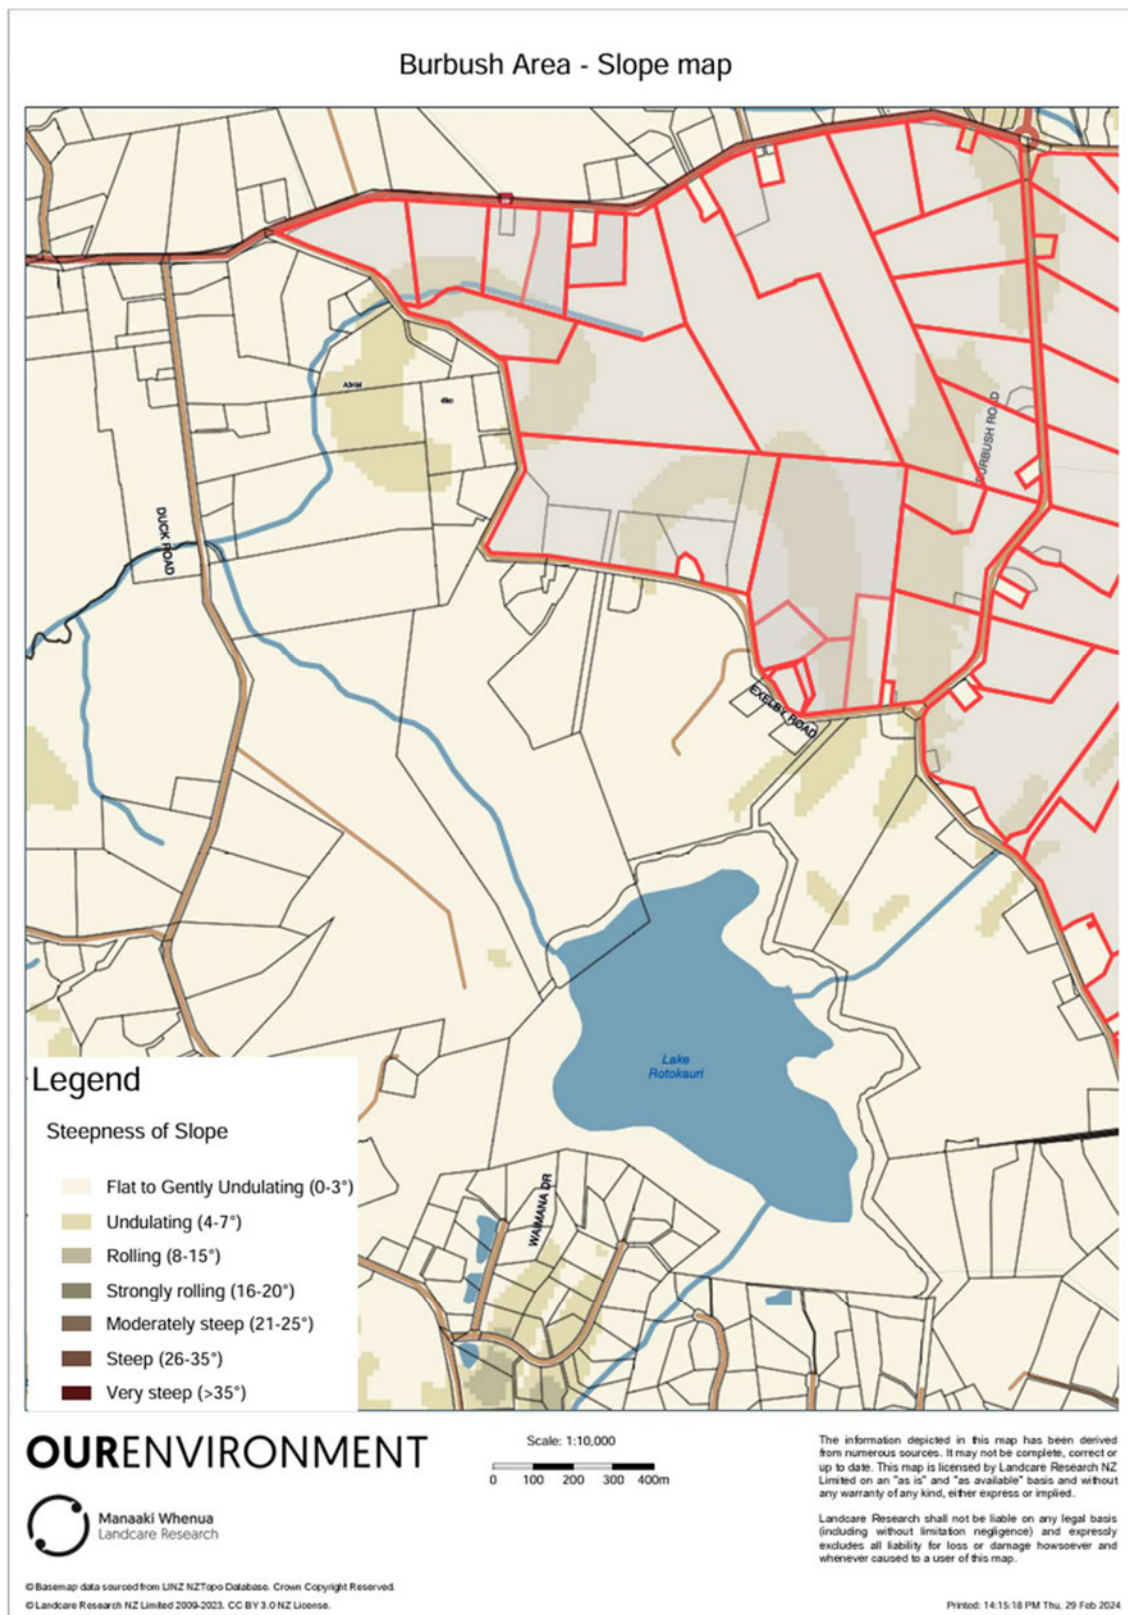 Burbush Area - Slope map
BURBUSH ROAD
DUCK ROAD
EXELBY ROAD
Lake
Rotokauri
WAIMANA DR
Legend
Steepness of Slope
Flat to Gently Undulating (0-3°)
Undulating (4-7°)
Rolling (8-15°)
Strongly rolling (16-20°)
Moderately steep (21-25°)
Steep (26-35°)
Very steep (>35°)
OURENVIRONMENT
Manaaki Whenua
Landcare Research
Scale: 1:10,000
0 100 200 300 400m
The information depicted in this map has been derived
from numerous sources. It may not be complete, correct or
up to date. This map is licensed by Landcare Research NZ
Limited on an "as is" and "as available" basis and without
any warranty of any kind, either express or implied.
Landcare Research shall not be liable on any legal basis
(including without limitation negligence) and expressly
excludes all liability for loss or damage howsoever and
whenever caused to a user of this map.
© Basemap data sourced from LINZ NZTopo Database. Crown Copyright Reserved.
© Landcare Research NZ Limited 2009-2023. CC BY 3.0 NZ License.
Printed: 14:15:18 PM Thu, 29 Feb 2024